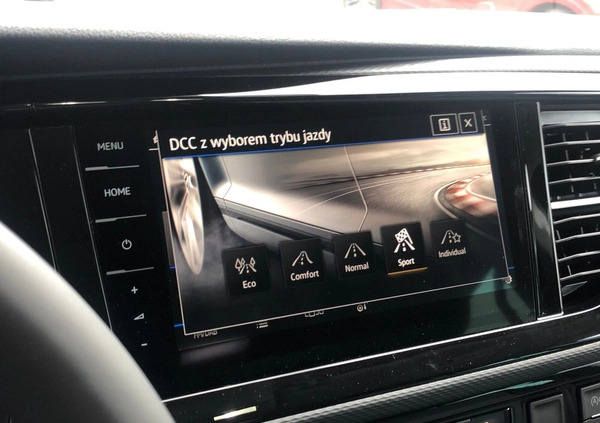 DCC z wyborem trybu jazdy
MENU
HOME
+
-
Eco
Comfort
Normal
Sport
Individual